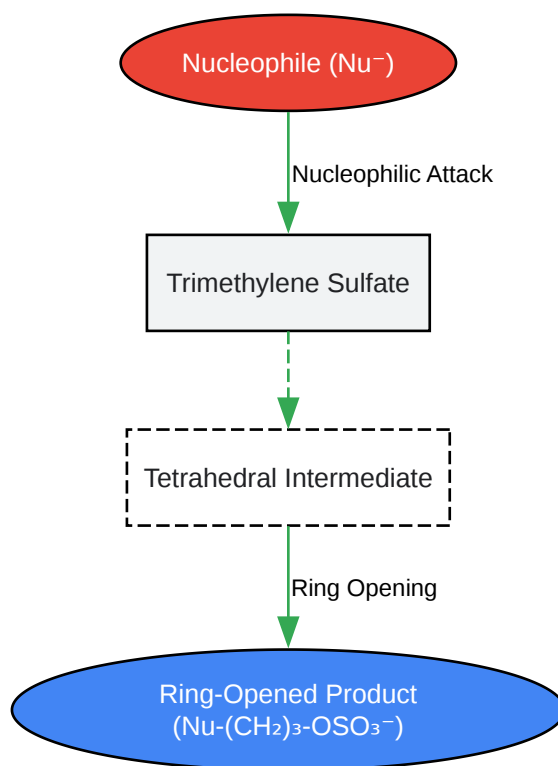 Nucleophile (Nu⁻)
Nucleophilic Attack
Trimethylene Sulfate
Tetrahedral Intermediate
Ring Opening
Ring-Opened Product
(Nu-(CH₂)₃-OSO₃⁻)